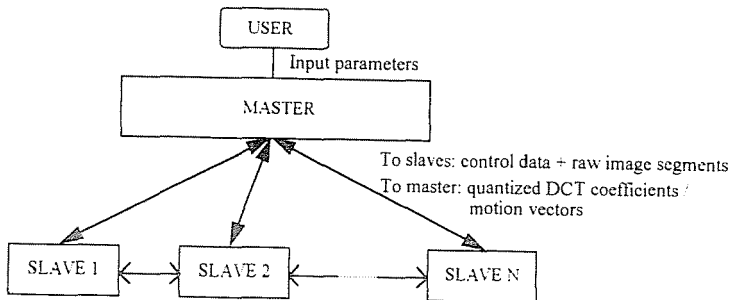 USER
Input parameters
MASTER
To slaves: control data + raw image segments
To master: quantized DCT coefficients /
motion vectors
SLAVE 1
SLAVE 2
SLAVE N